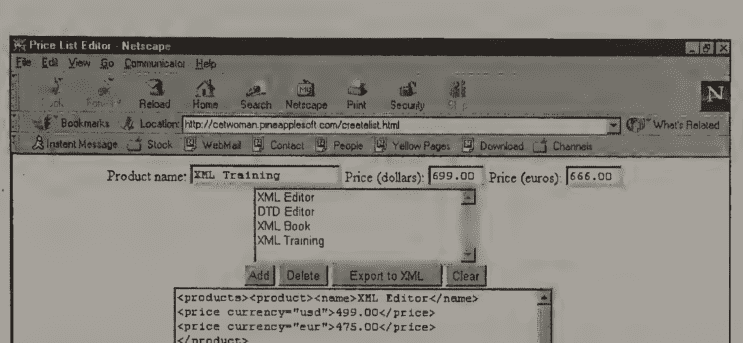 Price List Editor - Netscape
File Edit View Go Communicator Help
Reload Home Search Netscape Print Security
Bookmarks Location: http://catwoman.pineapplesoft.com/createlist.html What's Related
Instant Message Stock WebMail Contact People Yellow Pages Download Channels
Product name: XML Training Price (dollars): 699.00 Price (euros): 666.00
XML Editor
DTD Editor
XML Book
XML Training
Add Delete Export to XML Clear
<products><product><name>XML Editor</name>
<price currency="usd">499.00</price>
<price currency="eur">475.00</price>
</product>